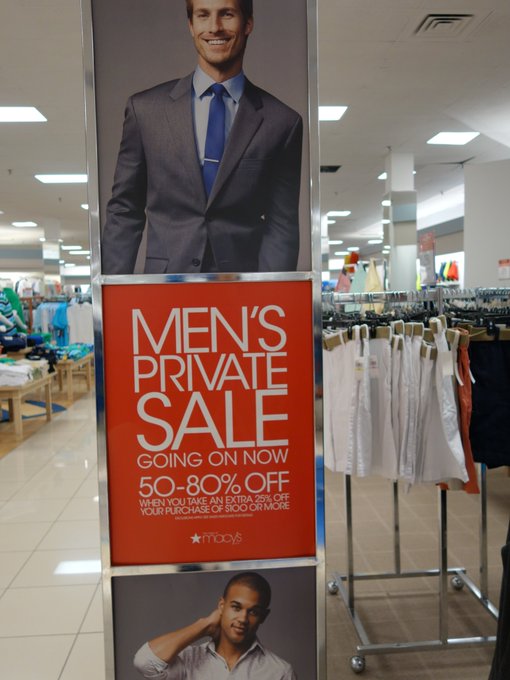 MEN'S
PRIVATE
SALE
GOING ON NOW
50-80% OFF
WHEN YOU TAKE AN EXTRA 25% OFF
YOUR PURCHASE OF $100 OR MORE
macy's